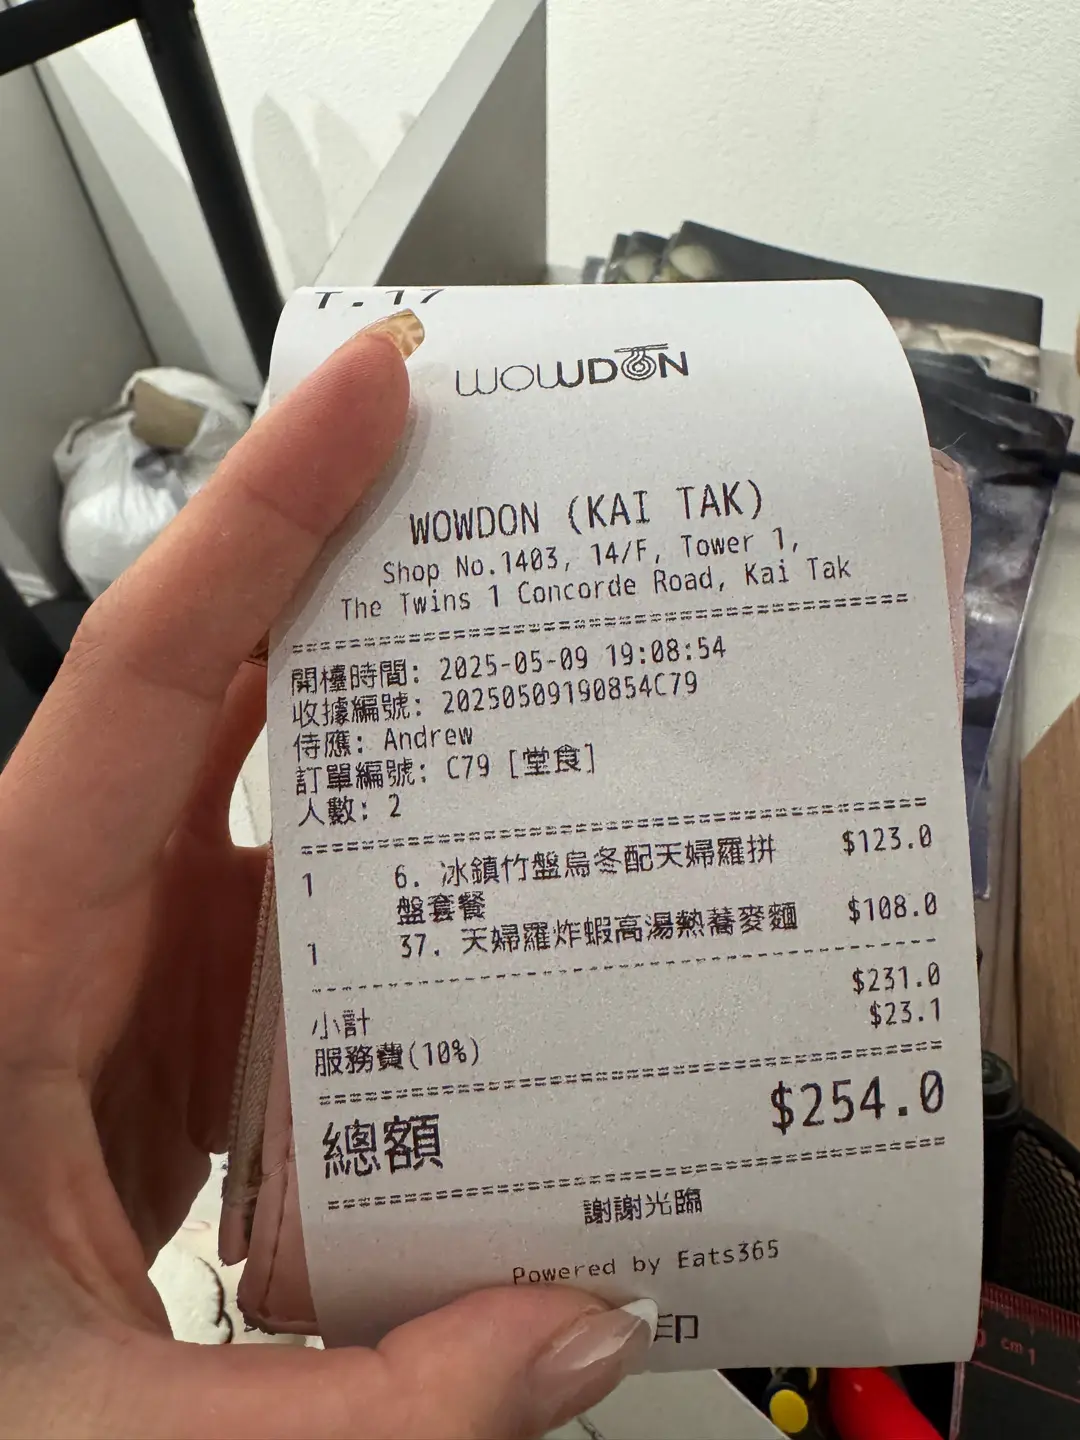 T.17
WOWDON
WOWDON (KAI TAK)
Shop No.1403, 14/F, Tower 1,
The Twins 1 Concorde Road, Kai Tak
開檯時間: 2025-05-09 19:08:54
收據編號: 20250509190854C79
侍應: Andrew
訂單編號: C79 [堂食]
人數: 2
1 6. 冰鎮竹盤烏冬配天婦羅拼 $123.0
盤套餐
1 37. 天婦羅炸蝦高湯熱蕎麥麵 $108.0
小計 $231.0
服務費(10%) $23.1
總額 $254.0
謝謝光臨
Powered by Eats365
印
cm 1